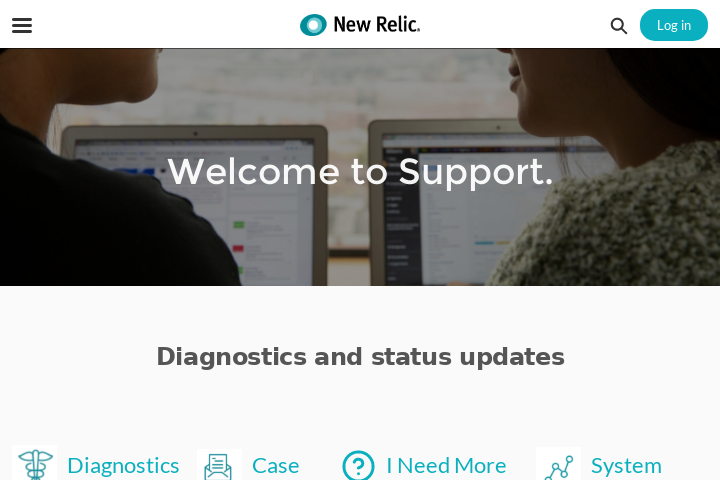 New Relic.
Log in
Welcome to Support.
Diagnostics and status updates
Diagnostics
Case
I Need More
System